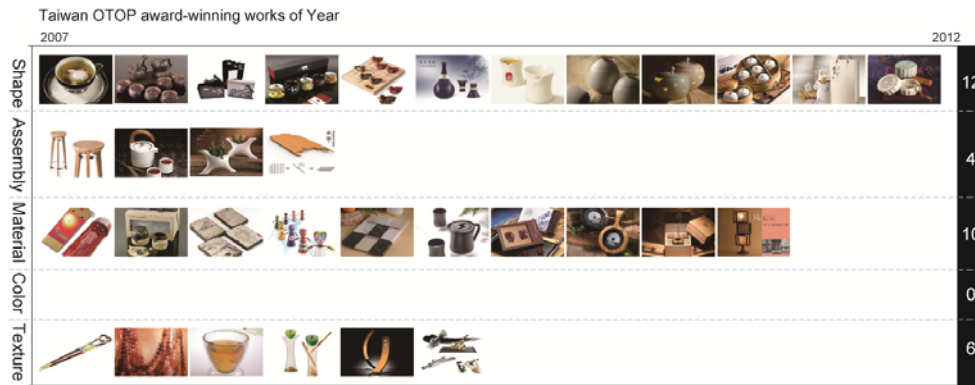 Taiwan OTOP award-winning works of Year
2007
2012
Shape
12
Assembly
4
Material
10
Color
0
Texture
6